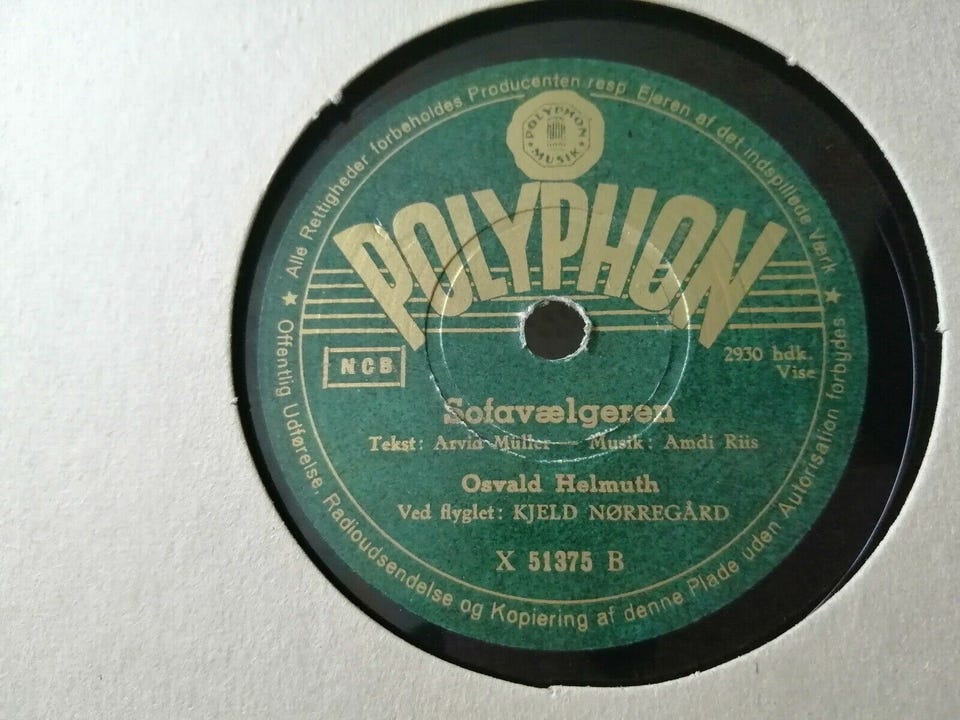 Alle Rettigheder forbeholdes Producenten resp. Ejeren af det indspillede Værk
POLYPHON
MUSIK
POLYPHON
NCB
2930 hdk.
Vise
Sofavælgeren
Tekst: Arvid Müller Musik: Amdi Riis
Osvald Helmuth
Ved flyglet: KJELD NØRREGÅRD
X 51375 B
Offentlig Udførelse, Radioudsendelse og Kopiering af denne Plade uden Autorisation forbydes